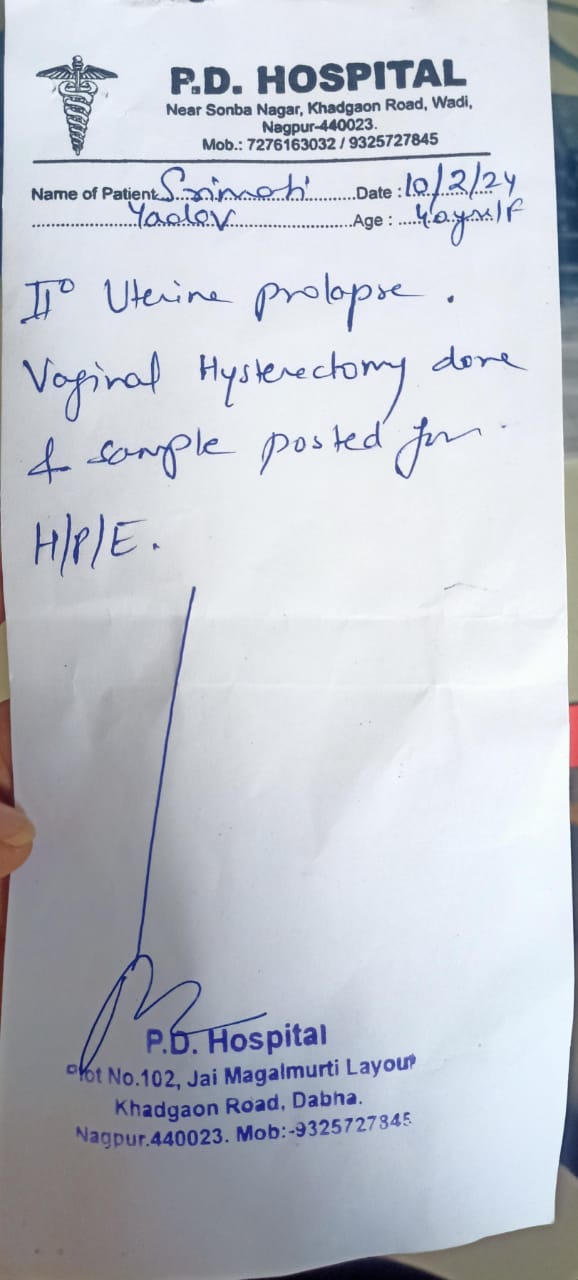 P.D. HOSPITAL
Near Sonba Nagar, Khadgaon Road, Wadi,
Nagpur-440023.
Mob.: 7276163032 / 9325727845
Name of Patient Srimati Date : 10/2/24
Yadav Age : 40yrs/F
II° Uterine prolapse.
Vaginal Hysterectomy done
& sample posted for
H/P/E.
P.D. Hospital
Plot No.102, Jai Magalmurti Layout
Khadgaon Road, Dabha.
Nagpur.440023. Mob:-9325727845